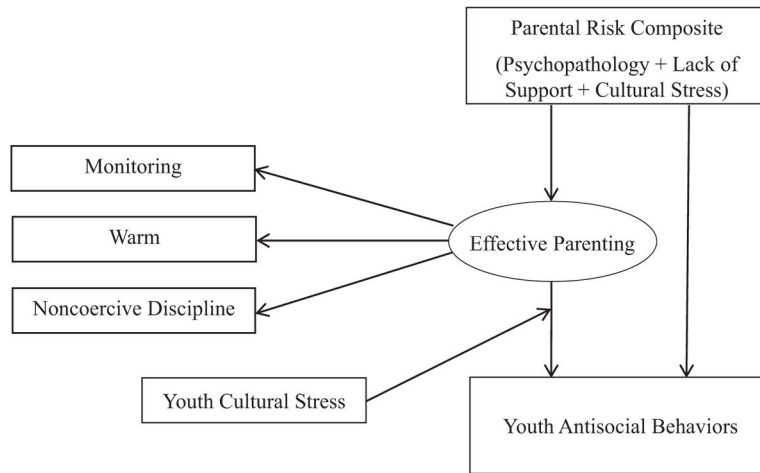 Parental Risk Composite
(Psychopathology + Lack of
Support + Cultural Stress)
Monitoring
Warm
Effective Parenting
Noncoercive Discipline
Youth Cultural Stress
Youth Antisocial Behaviors